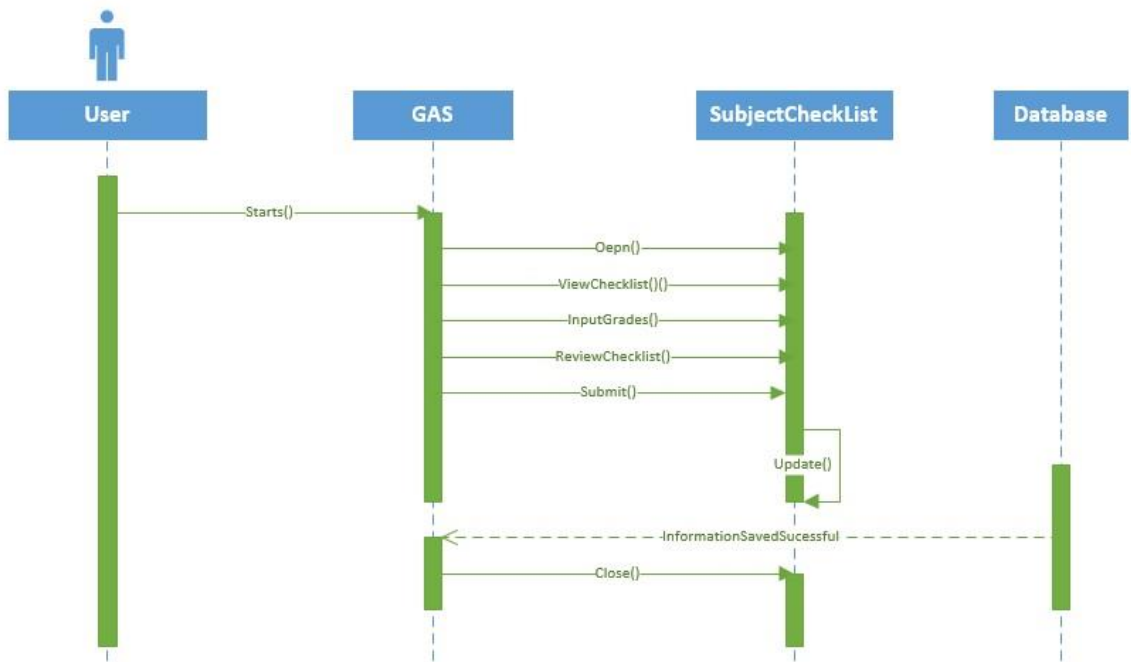 User
GAS
SubjectCheckList
Database
Starts()
Oepn()
ViewChecklist()()
InputGrades()
ReviewChecklist()
Submit()
Update()
InformationSavedSucessful
Close()